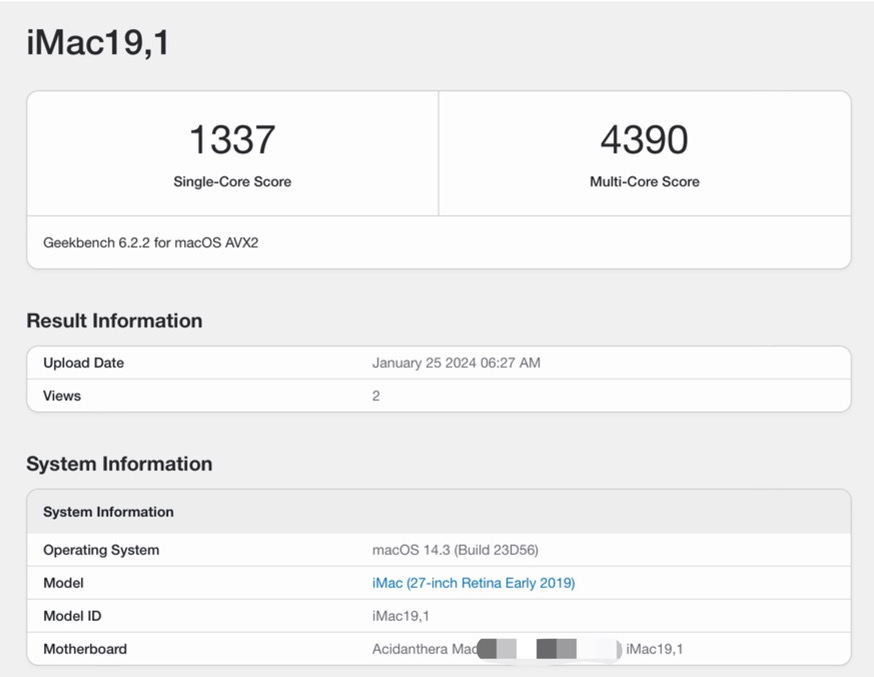 iMac19,1
1337
Single-Core Score
4390
Multi-Core Score
Geekbench 6.2.2 for macOS AVX2
Result Information
Upload Date January 25 2024 06:27 AM
Views 2
System Information
System Information
Operating System macOS 14.3 (Build 23D56)
Model iMac (27-inch Retina Early 2019)
Model ID iMac19,1
Motherboard Acidanthera Mac iMac19,1